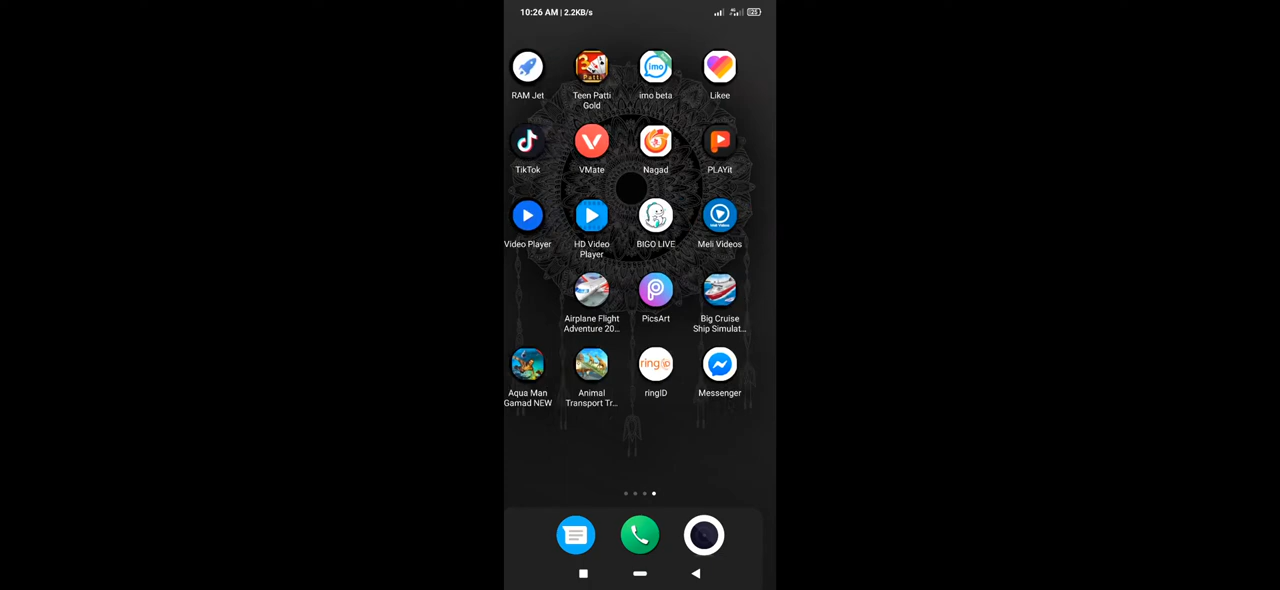 10:26 AM | 2.2KB/s
4G
25
RAM Jet
Teen Patti
Gold
imo beta
Likee
TikTok
VMate
Nagad
PLAYit
Video Player
HD Video
Player
BIGO LIVE
Meli Videos
Airplane Flight
Adventure 20...
PicsArt
Big Cruise
Ship Simulat...
Aqua Man
Gamad NEW
Animal
Transport Tr...
ringID
Messenger